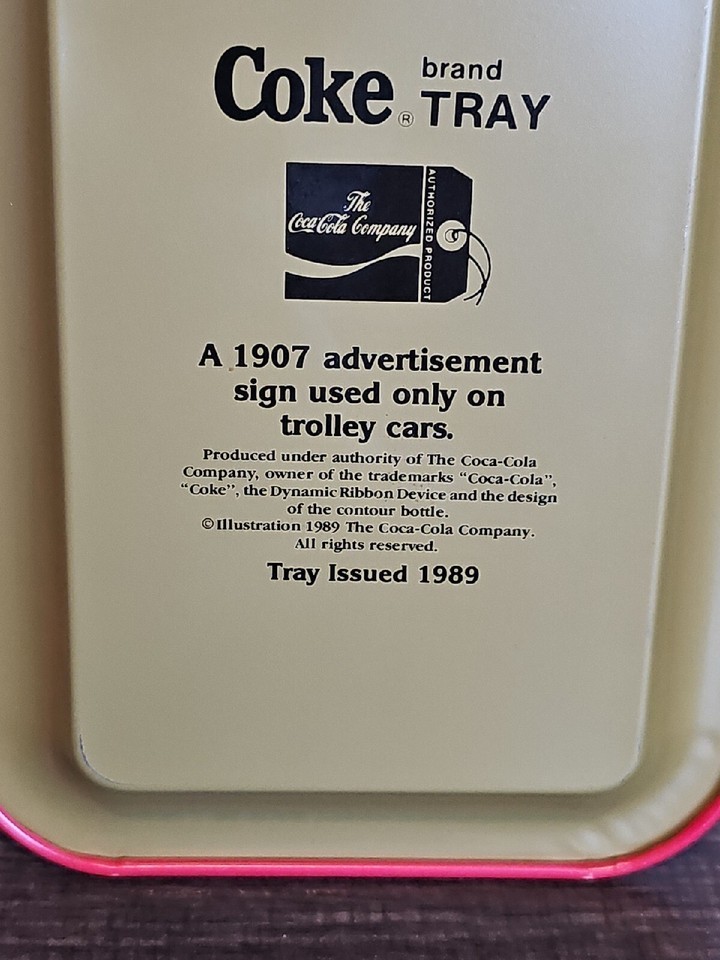 Coke® brand TRAY
The
Coca-Cola Company
AUTHORIZED PRODUCT
A 1907 advertisement
sign used only on
trolley cars.
Produced under authority of The Coca-Cola
Company, owner of the trademarks “Coca-Cola”,
“Coke”, the Dynamic Ribbon Device and the design
of the contour bottle.
©Illustration 1989 The Coca-Cola Company.
All rights reserved.
Tray Issued 1989